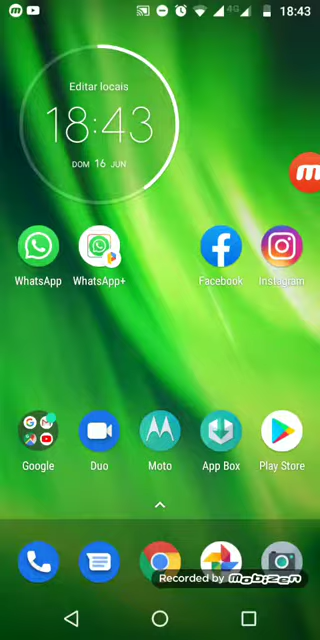 4G 18:43
Editar locais
18:43
DOM 16 JUN
WhatsApp WhatsApp+ Facebook Instagram
Google Duo Moto App Box Play Store
Recorded by Mobizen